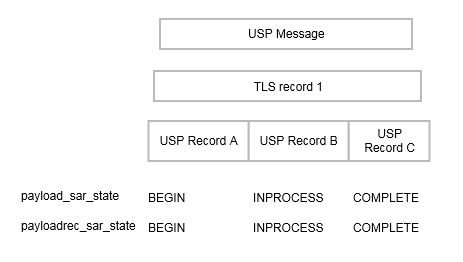 USP Message
TLS record 1
USP Record A USP Record B USP Record C
payload_sar_state BEGIN INPROCESS COMPLETE
payloadrec_sar_state BEGIN INPROCESS COMPLETE